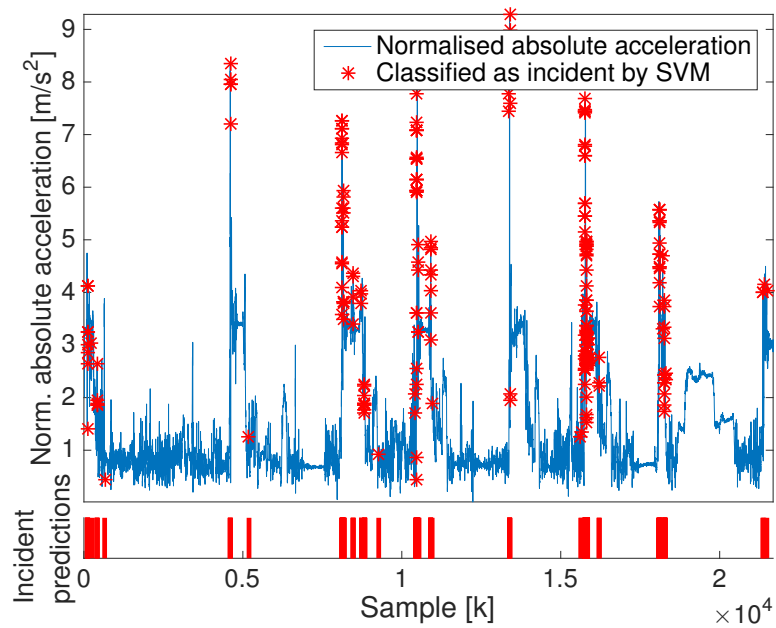 9
8
7
6
5
4
3
2
1
Norm. absolute acceleration [m/s²]
Normalised absolute acceleration
Classified as incident by SVM
Incident
predictions
0 0.5 1 1.5 2
Sample [k]
×10⁴